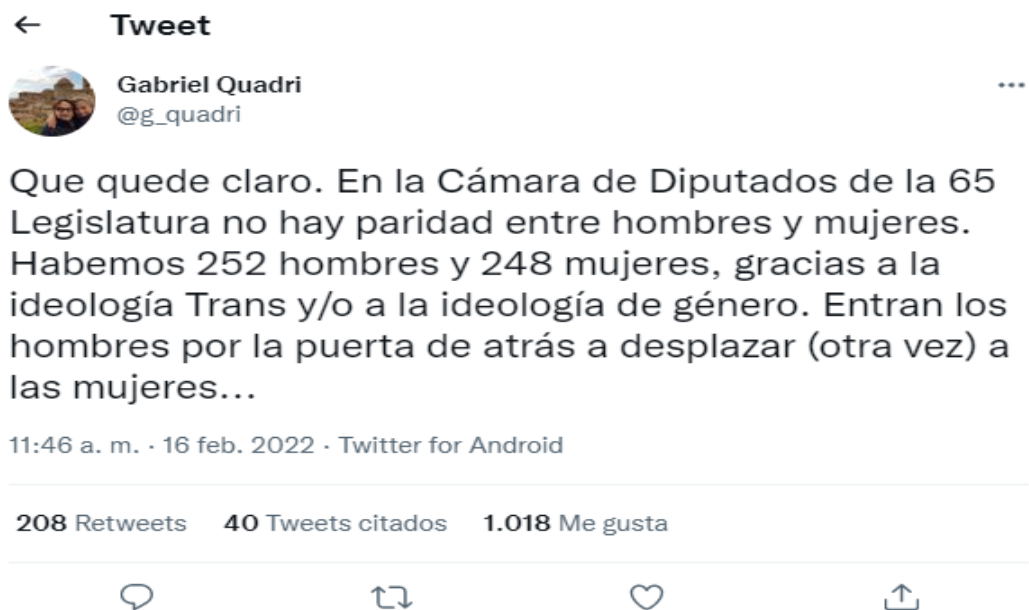 Tweet
Gabriel Quadri
@g_quadri
Que quede claro. En la Cámara de Diputados de la 65
Legislatura no hay paridad entre hombres y mujeres.
Habemos 252 hombres y 248 mujeres, gracias a la
ideología Trans y/o a la ideología de género. Entran los
hombres por la puerta de atrás a desplazar (otra vez) a
las mujeres...
11:46 a. m. · 16 feb. 2022 · Twitter for Android
208 Retweets 40 Tweets citados 1.018 Me gusta